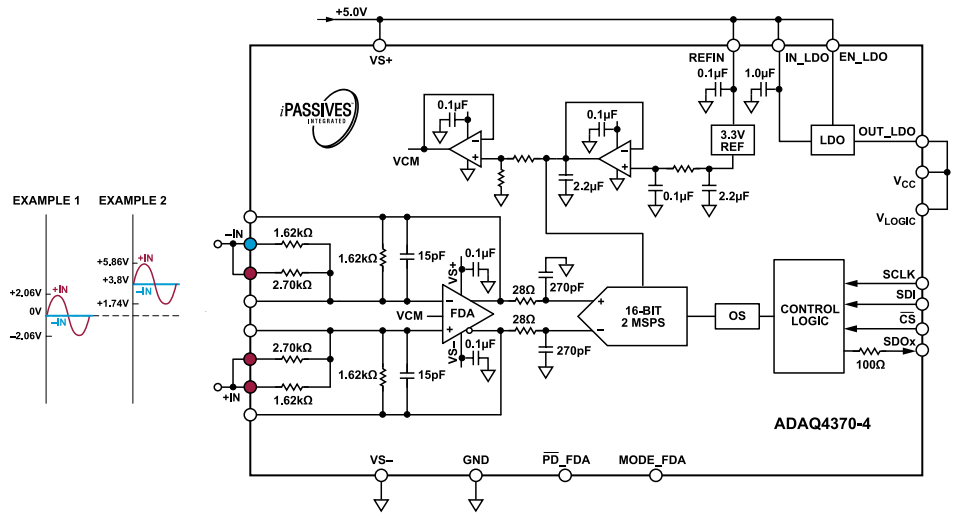 +5.0V
VS+
REFIN
IN_LDO
EN_LDO
0.1µF
1.0µF
iPASSIVES
INTEGRATED
0.1µF
0.1µF
3.3V
REF
LDO
OUT_LDO
VCM
2.2µF
0.1µF
2.2µF
VCC
VLOGIC
EXAMPLE 1
EXAMPLE 2
+5.86V
+IN
+3.8V
–IN
+1.74V
+2.06V
+IN
0V
–IN
–2.06V
–IN
1.62kΩ
2.70kΩ
1.62kΩ
15pF
VS+
0.1µF
28Ω
270pF
VCM
FDA
28Ω
270pF
VS–
0.1µF
16-BIT
2 MSPS
OS
CONTROL
LOGIC
SCLK
SDI
CS
SDOx
100Ω
2.70kΩ
1.62kΩ
+IN
1.62kΩ
15pF
ADAQ4370-4
VS–
GND
PD_FDA
MODE_FDA